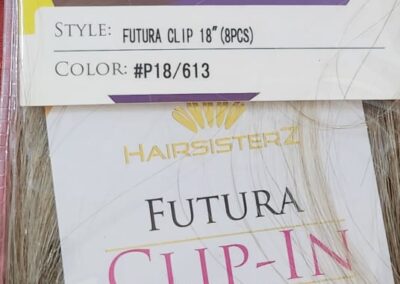 STYLE: FUTURA CLIP 18"(8PCS)
COLOR: #P18/613
HAIRSISTERZ
FUTURA
CLIP-IN